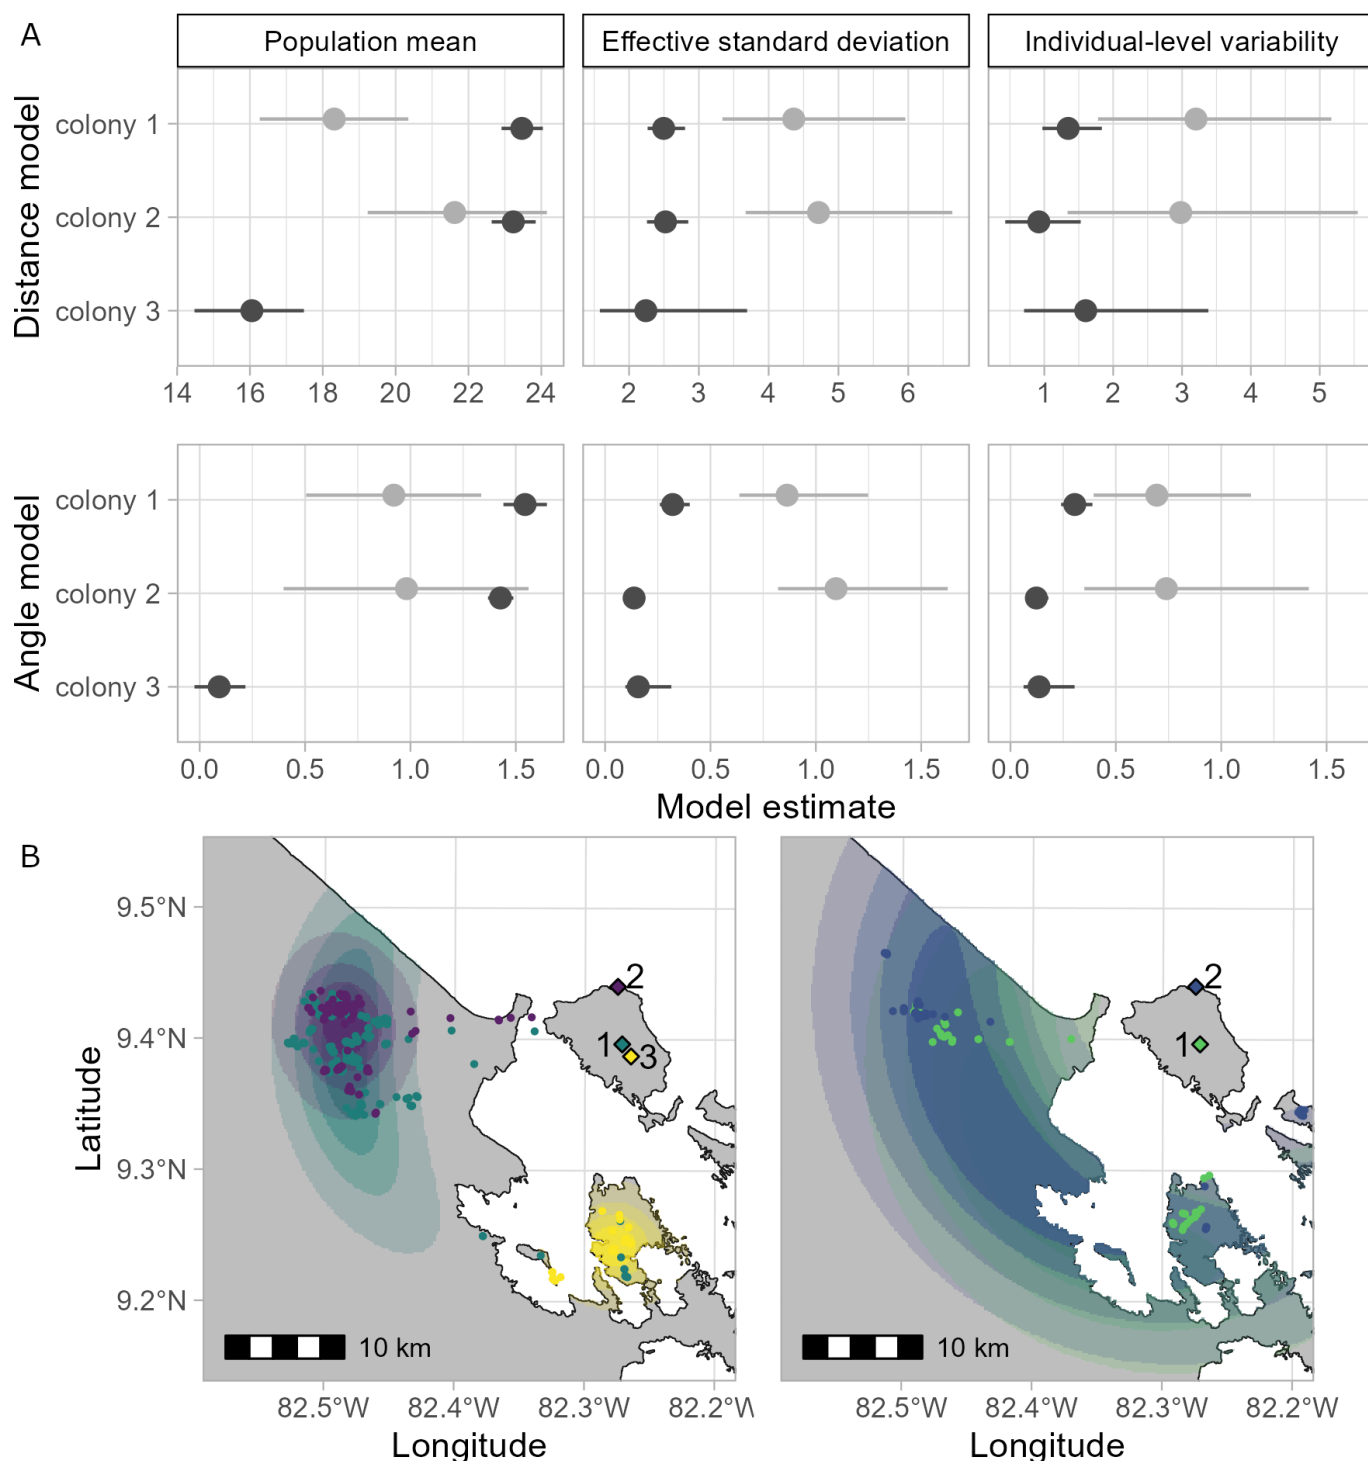 A
Population mean
Effective standard deviation
Individual-level variability
Distance model
colony 1
colony 2
colony 3
14 16 18 20 22 24
2 3 4 5 6
1 2 3 4 5
Angle model
colony 1
colony 2
colony 3
0.0 0.5 1.0 1.5
0.0 0.5 1.0 1.5
0.0 0.5 1.0 1.5
Model estimate
B
Latitude
9.5°N
9.4°N
9.3°N
9.2°N
2
1
3
10 km
82.5°W 82.4°W 82.3°W 82.2°W
Longitude
2
1
10 km
82.5°W 82.4°W 82.3°W 82.2°W
Longitude